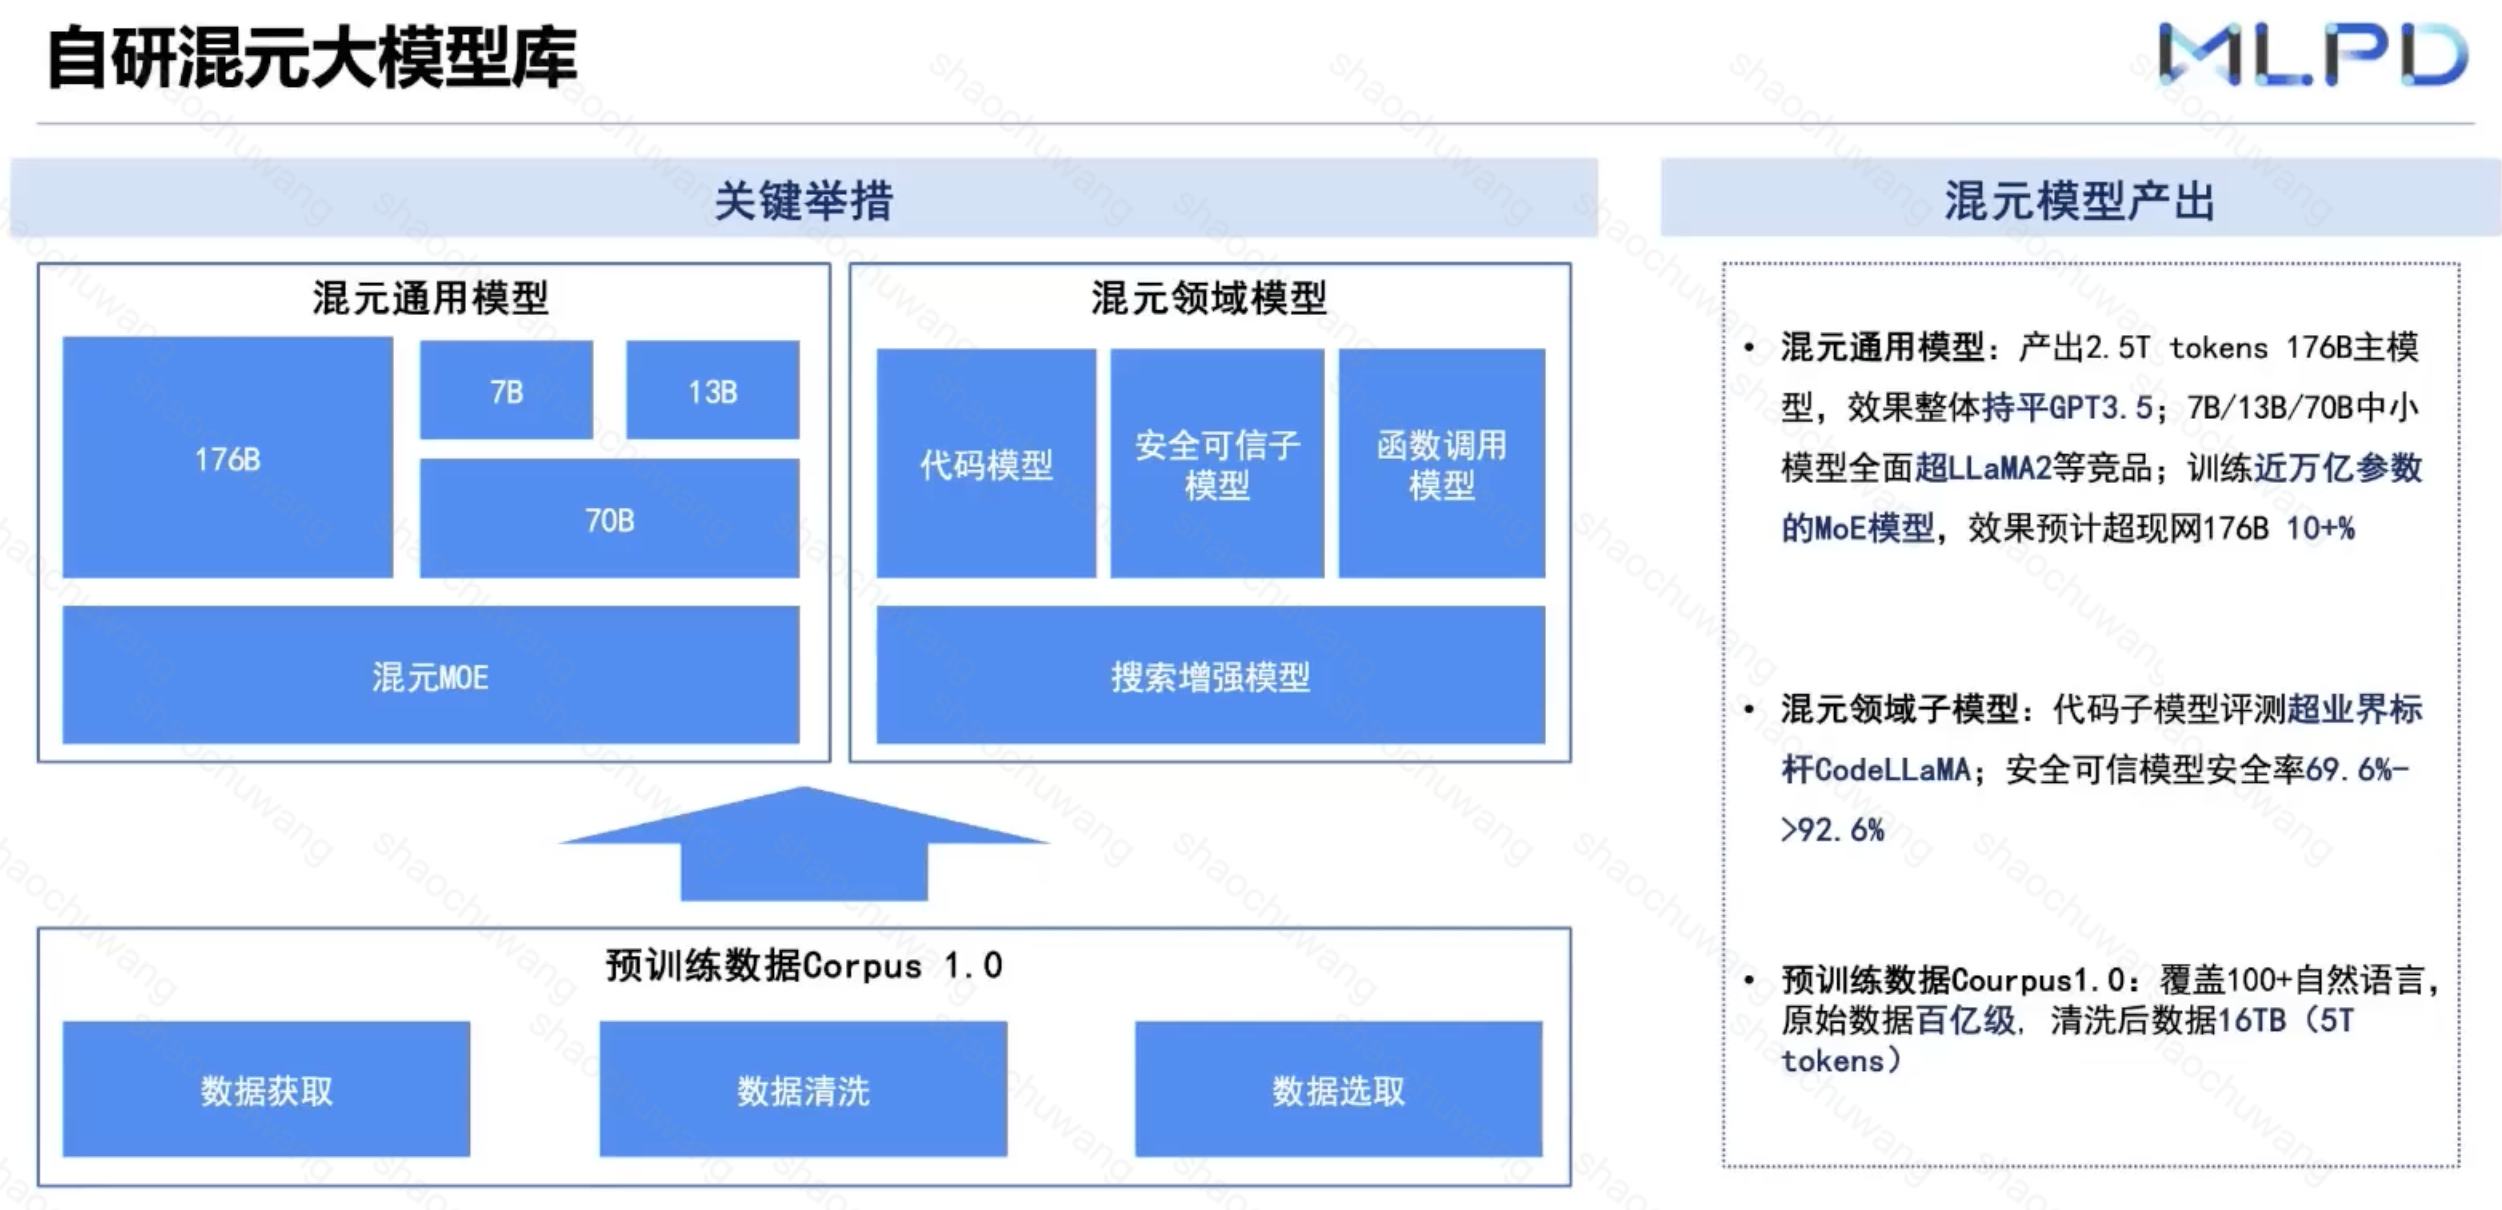 自研混元大模型库
MLPD
关键举措
混元通用模型
176B
7B
13B
70B
混元MOE
混元领域模型
代码模型
安全可信子
模型
函数调用
模型
搜索增强模型
预训练数据Corpus 1.0
数据获取
数据清洗
数据选取
混元模型产出
• 混元通用模型：产出2.5T tokens 176B主模
型，效果整体持平GPT3.5；7B/13B/70B中小
模型全面超LLaMA2等竞品；训练近万亿参数
的MoE模型，效果预计超现网176B 10+%
• 混元领域子模型：代码子模型评测超业界标
杆CodeLLaMA；安全可信模型安全率69.6%-
>92.6%
• 预训练数据Courpus1.0：覆盖100+自然语言，
原始数据百亿级，清洗后数据16TB（5T
tokens）
shaochuwang